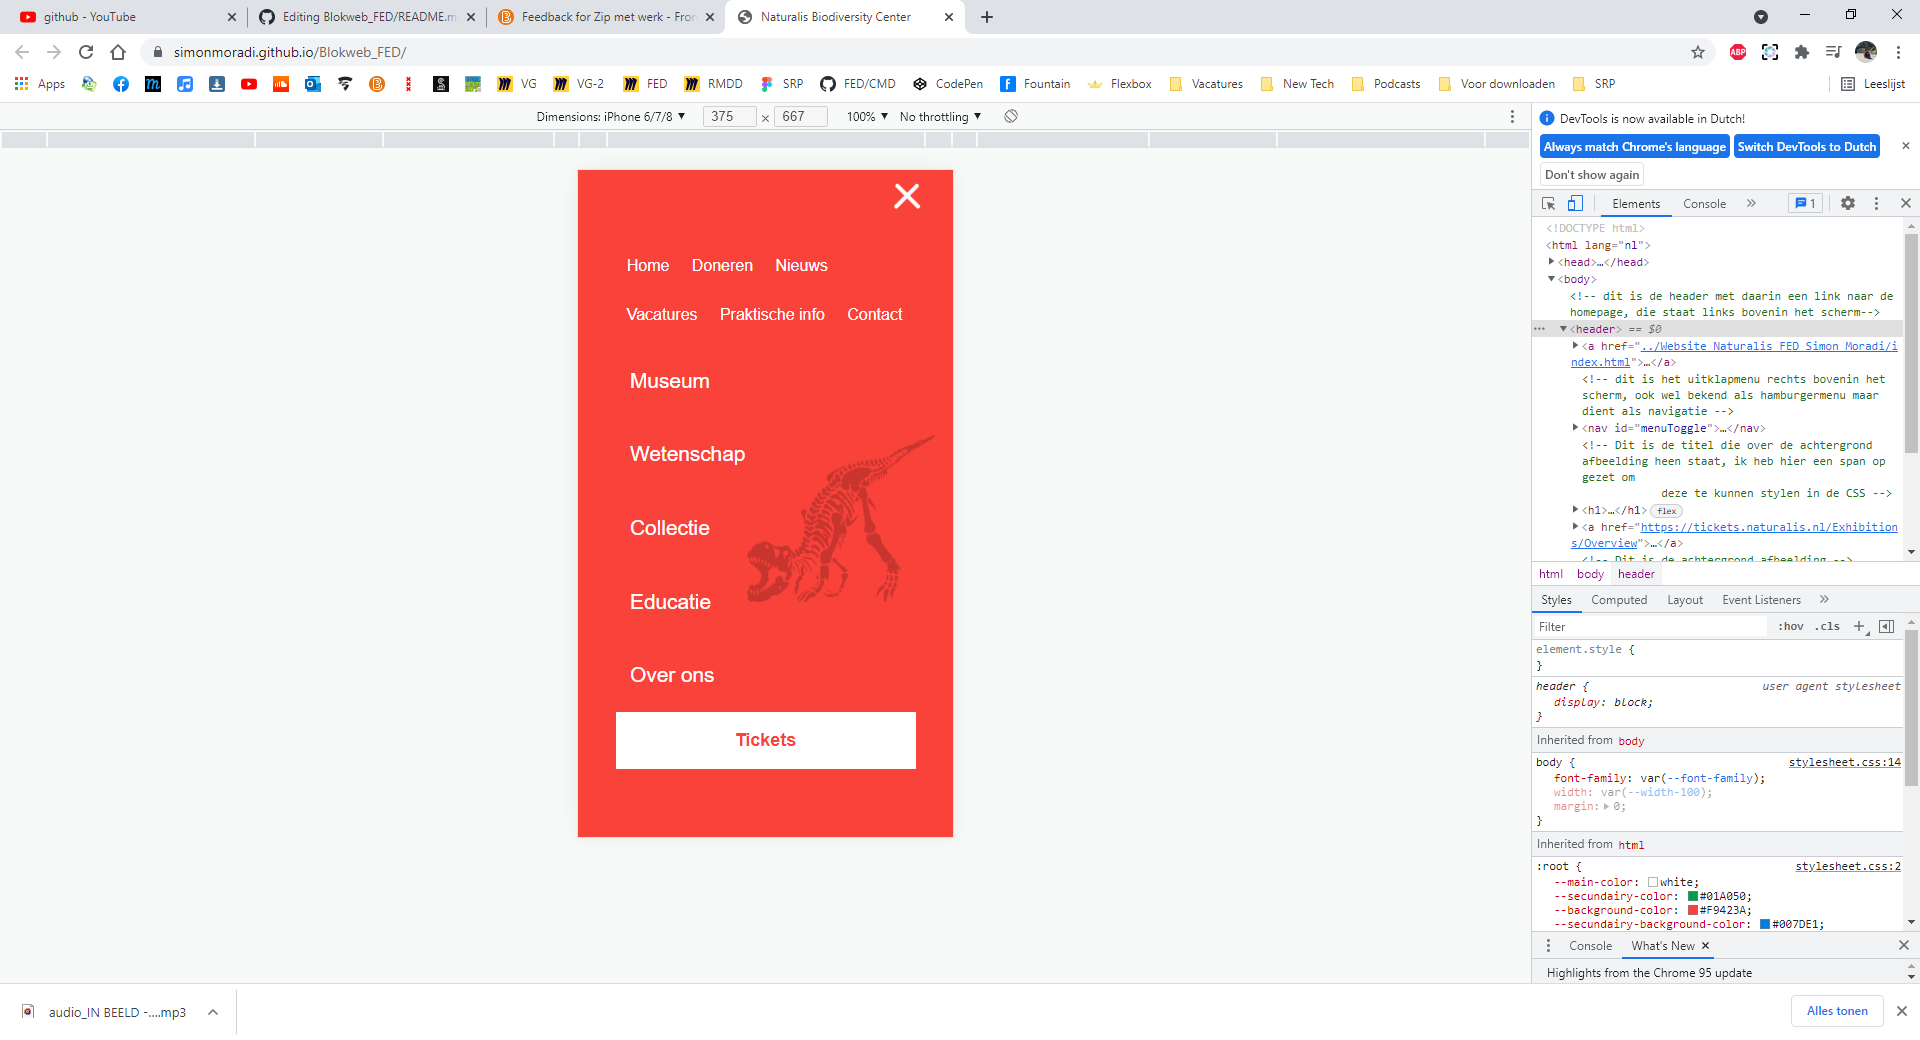 github - YouTube
Editing Blokweb_FED/README.m
Feedback for Zip met werk - Fron
Naturalis Biodiversity Center
simonmoradi.github.io/Blokweb_FED/
ABP
Apps
VG
VG-2
FED
RMDD
SRP
FED/CMD
CodePen
Fountain
Flexbox
Vacatures
New Tech
Podcasts
Voor downloaden
SRP
Leeslijst
Dimensions: iPhone 6/7/8 ▼ 375 × 667 100% ▼ No throttling ▼
Home Doneren Nieuws
Vacatures Praktische info Contact
Museum
Wetenschap
Collectie
Educatie
Over ons
Tickets
DevTools is now available in Dutch!
Always match Chrome's language Switch DevTools to Dutch
Don't show again
Elements Console » 1
<!DOCTYPE html>
<html lang="nl">
<head>…</head>
<body>
<!-- dit is de header met daarin een link naar de
homepage, die staat links bovenin het scherm-->
<header> == $0
<a href="../Website Naturalis FED Simon Moradi/i
ndex.html">…</a>
<!-- dit is het uitklapmenu rechts bovenin het
scherm, ook wel bekend als hamburgermenu maar
dient als navigatie -->
<nav id="menuToggle">…</nav>
<!-- Dit is de titel die over de achtergrond
afbeelding heen staat, ik heb hier een span op
gezet om
deze te kunnen stylen in de CSS -->
<h1>…</h1> flex
<a href="https://tickets.naturalis.nl/Exhibition
s/Overview">…</a>
<!-- Dit is de achtergrond afbeelding -->
html body header
Styles Computed Layout Event Listeners »
Filter :hov .cls +
element.style {
}
header { user agent stylesheet
display: block;
}
Inherited from body
body { stylesheet.css:14
font-family: var(--font-family);
width: var(--width-100);
margin: 0;
}
Inherited from html
:root { stylesheet.css:2
--main-color: white;
--secundairy-color: #01A050;
--background-color: #F9423A;
--secundairy-background-color: #007DE1;
Console What's New
Highlights from the Chrome 95 update
audio_IN BEELD -....mp3
Alles tonen